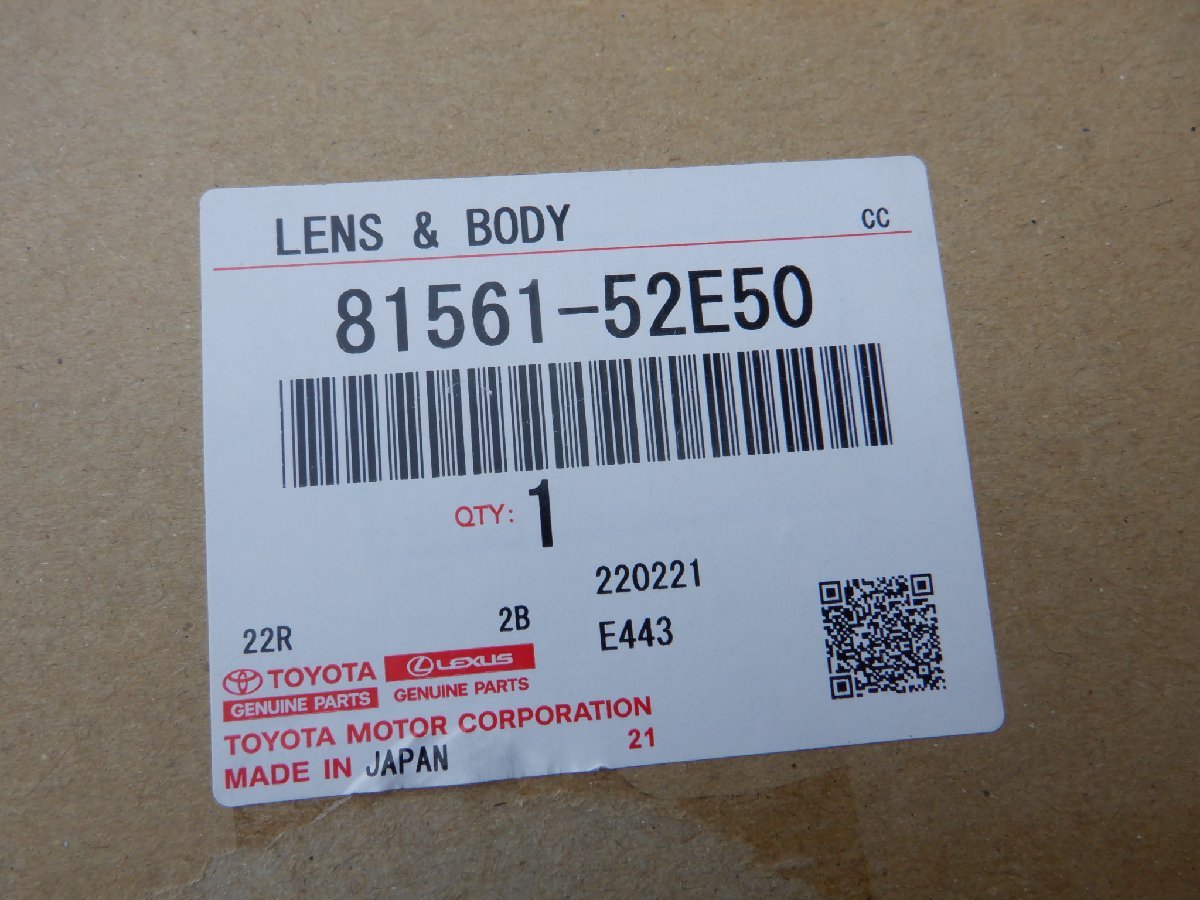 LENS & BODY CC
81561-52E50
QTY: 1
220221
22R 2B E443
TOYOTA LEXUS
GENUINE PARTS GENUINE PARTS
TOYOTA MOTOR CORPORATION
MADE IN JAPAN 21